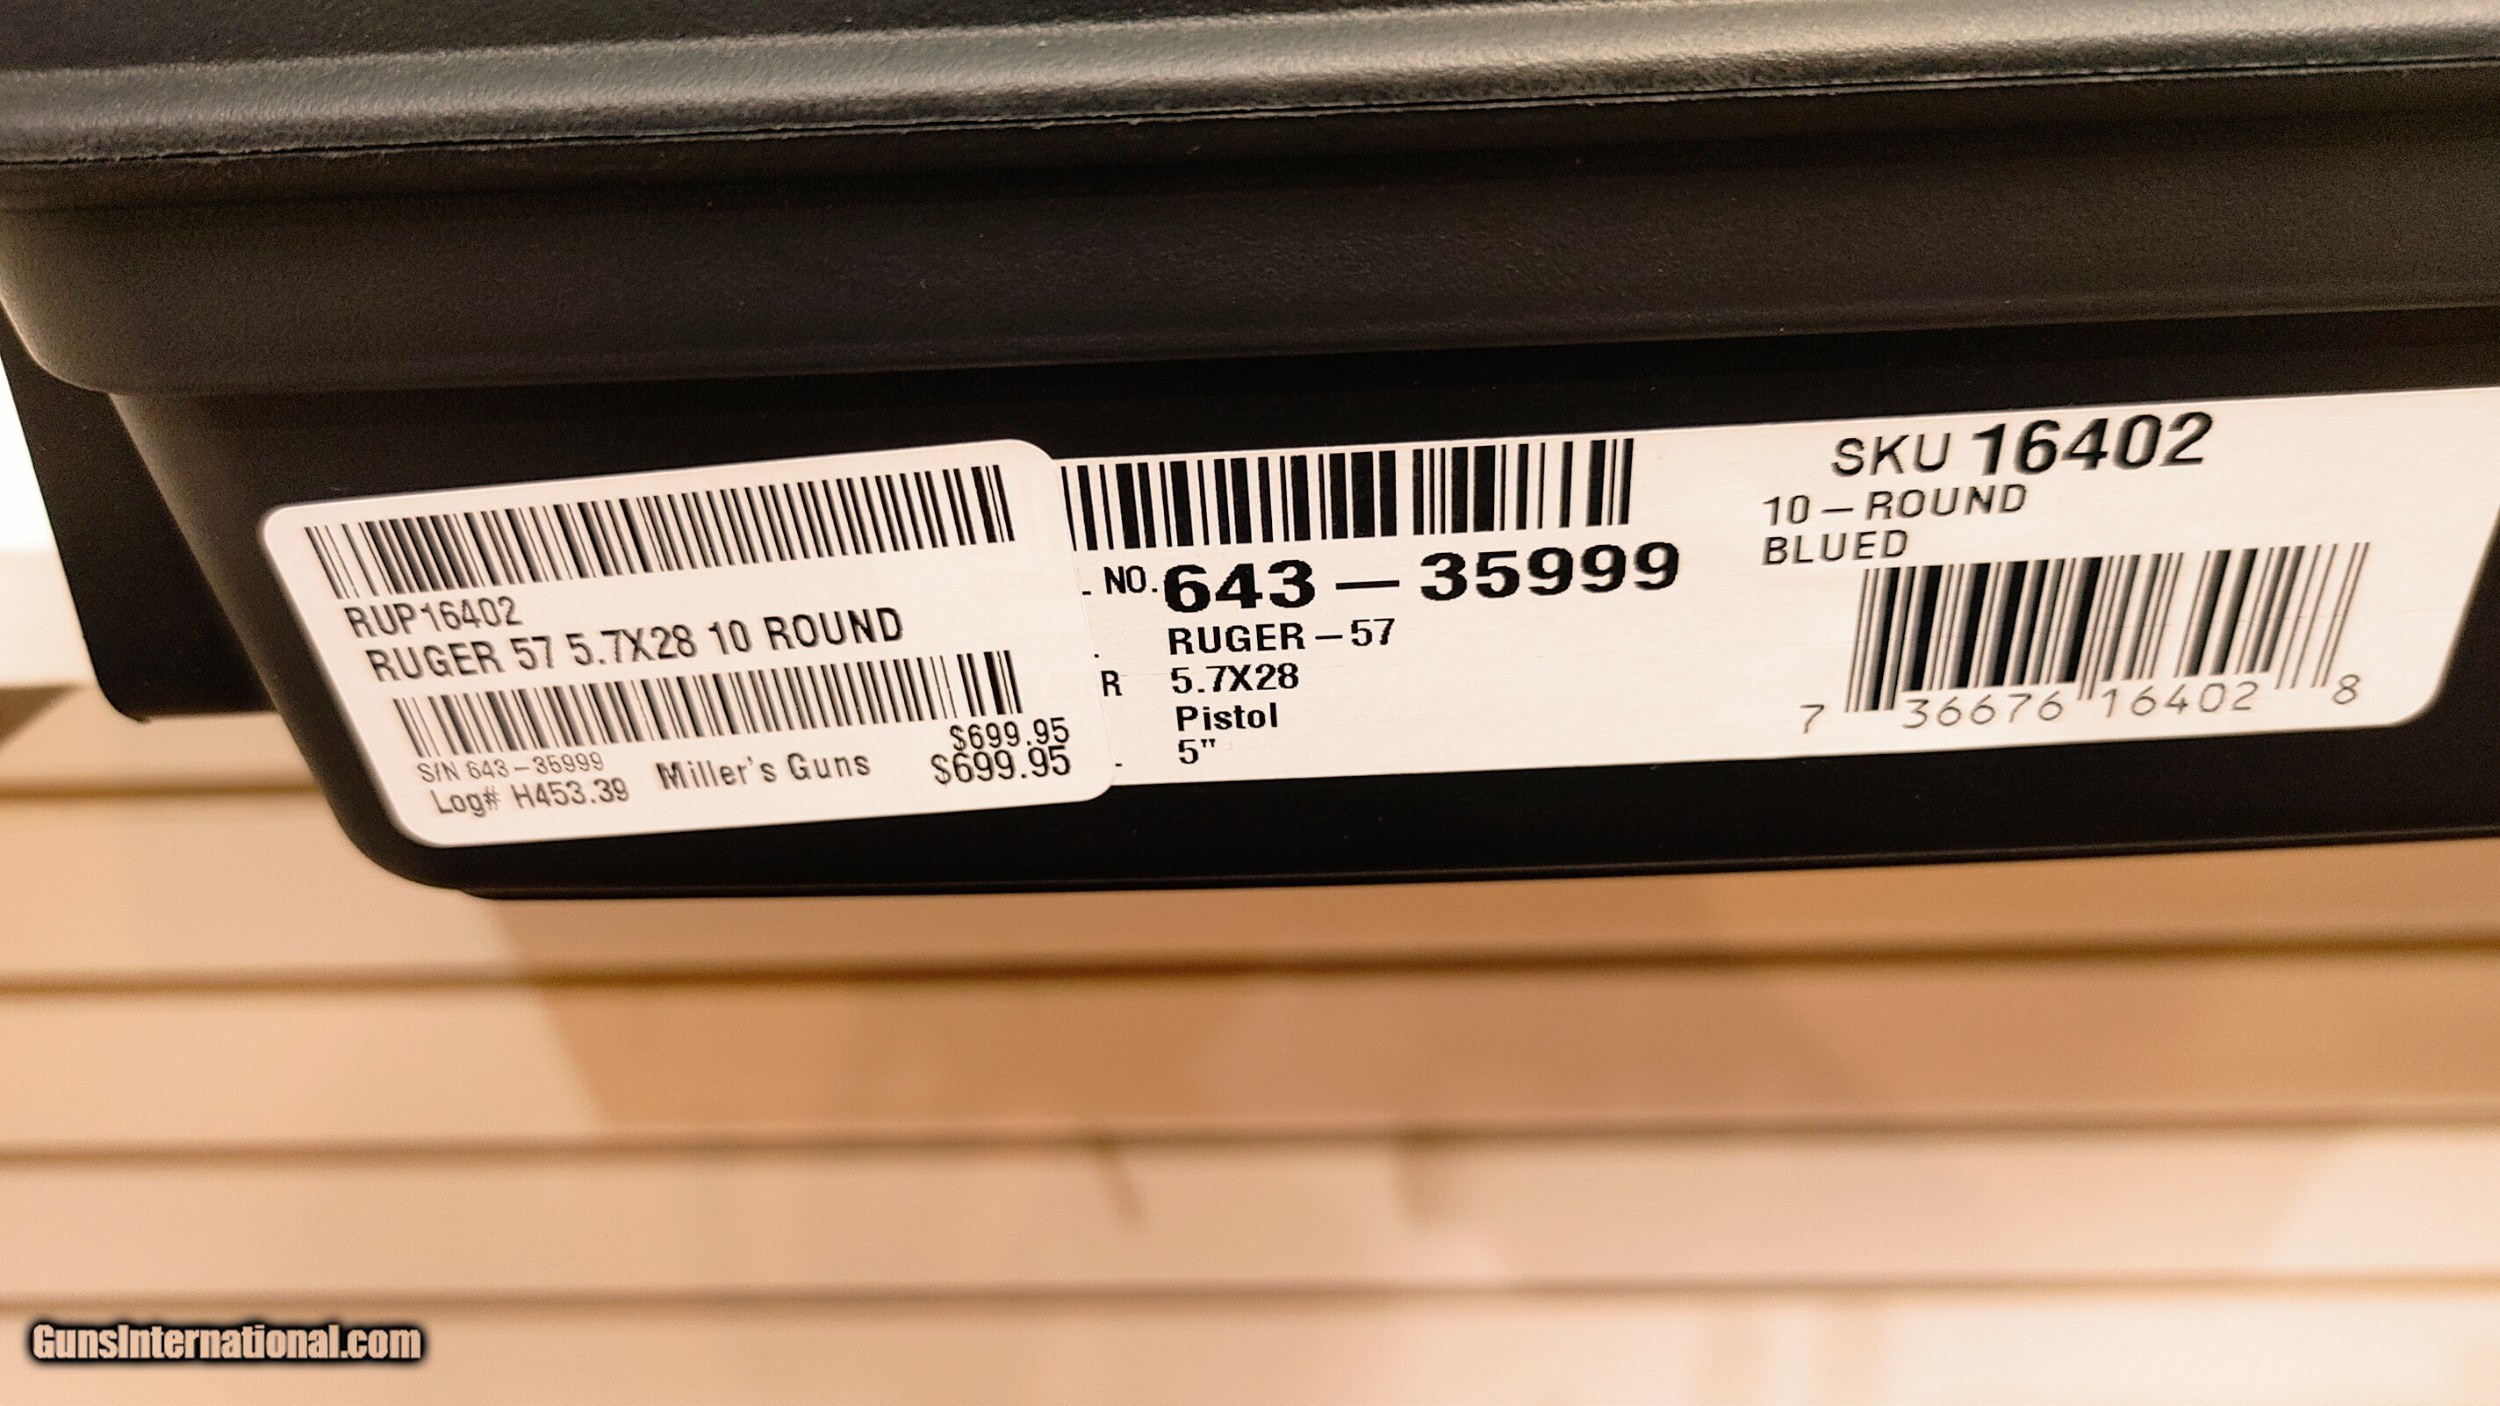 RUP16402
RUGER 57 5.7X28 10 ROUND
$699.95
S/N 643-35999
Log# H453.39 Miller's Guns $699.95
NO. 643-35999
RUGER-57
R 5.7X28
Pistol
5"
SKU 16402
10-ROUND
BLUED
7 36676 16402 8
GunsInternational.com